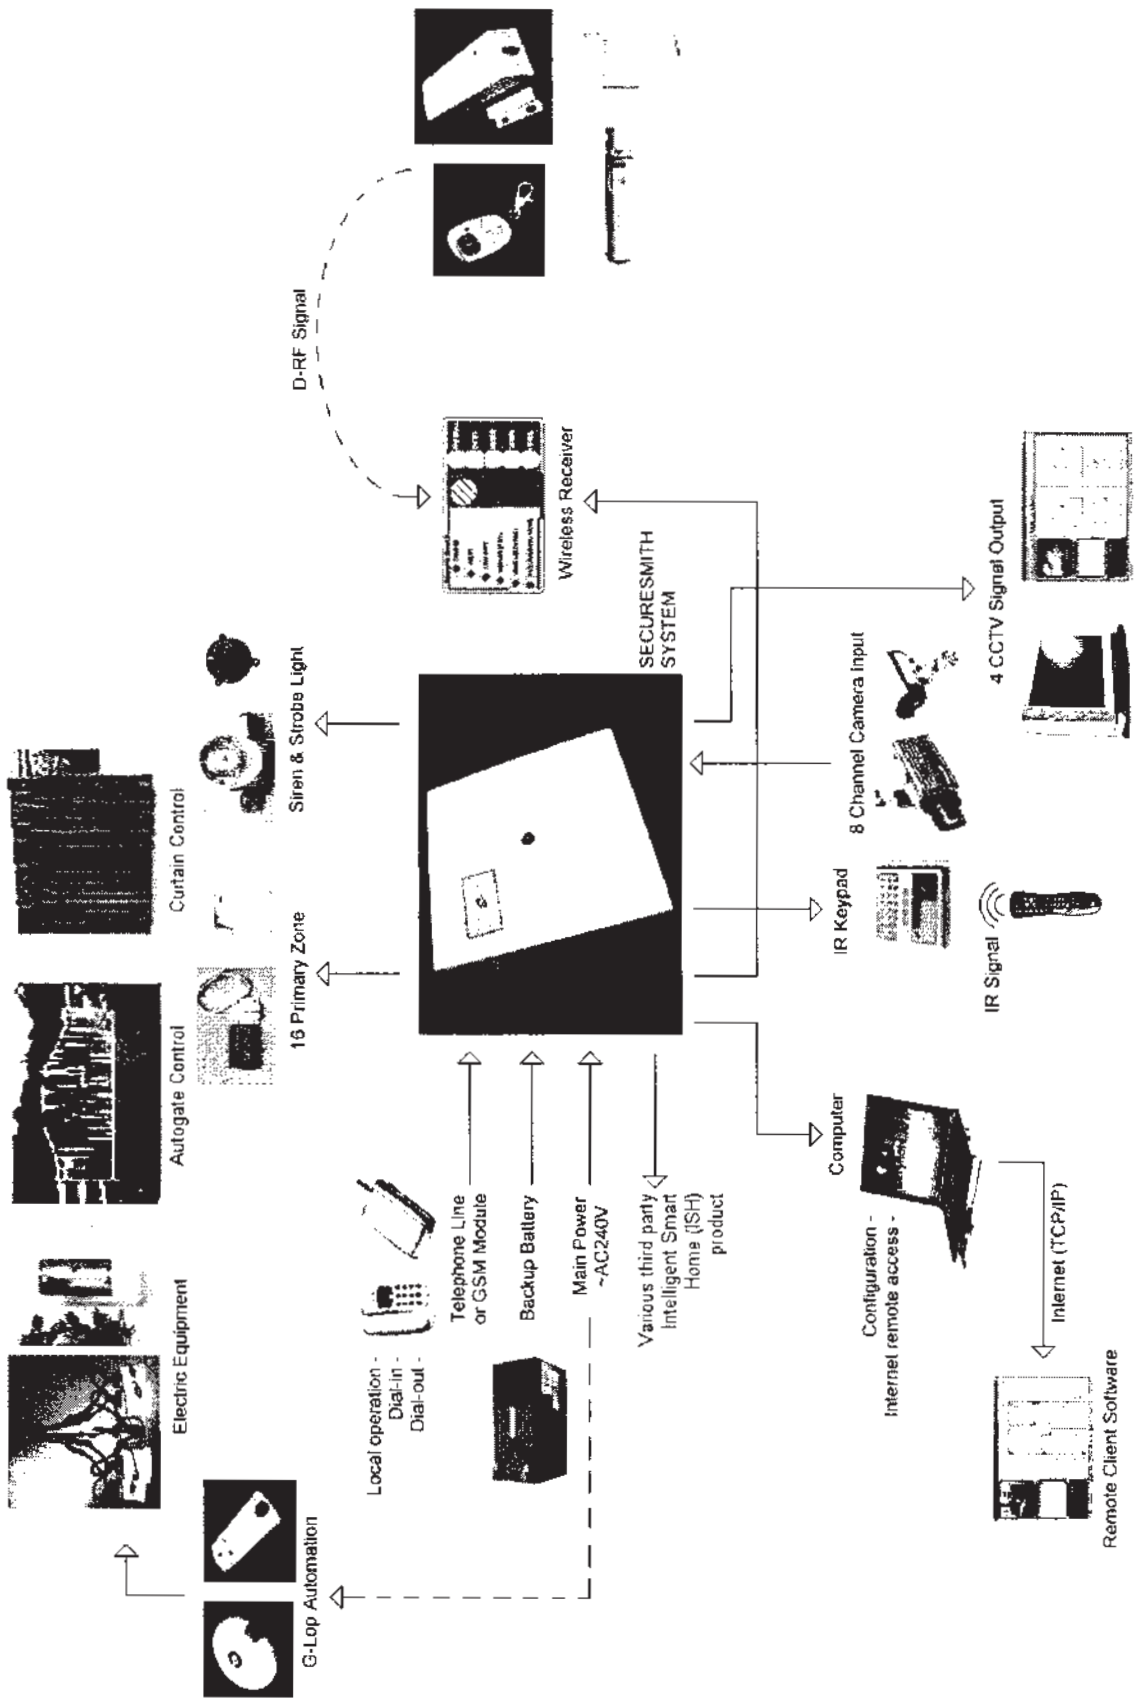 Electric Equipment
Autogate Control
Curtain Control
G-Lop Automation
16 Primary Zone
Siren & Strobe Light
D-RF Signal
Local operation -
Dial-in -
Dial-out -
Telephone Line
or GSM Module
Backup Battery
Main Power
~AC240V
Various third party
Intelligent Smart
Home (ISH)
product
SECURESMITH
SYSTEM
Wireless Receiver
Configuration -
Internet remote access -
Computer
IR Keypad
8 Channel Camera Input
IR Signal
4 CCTV Signal Output
Internet (TCP/IP)
Remote Client Software